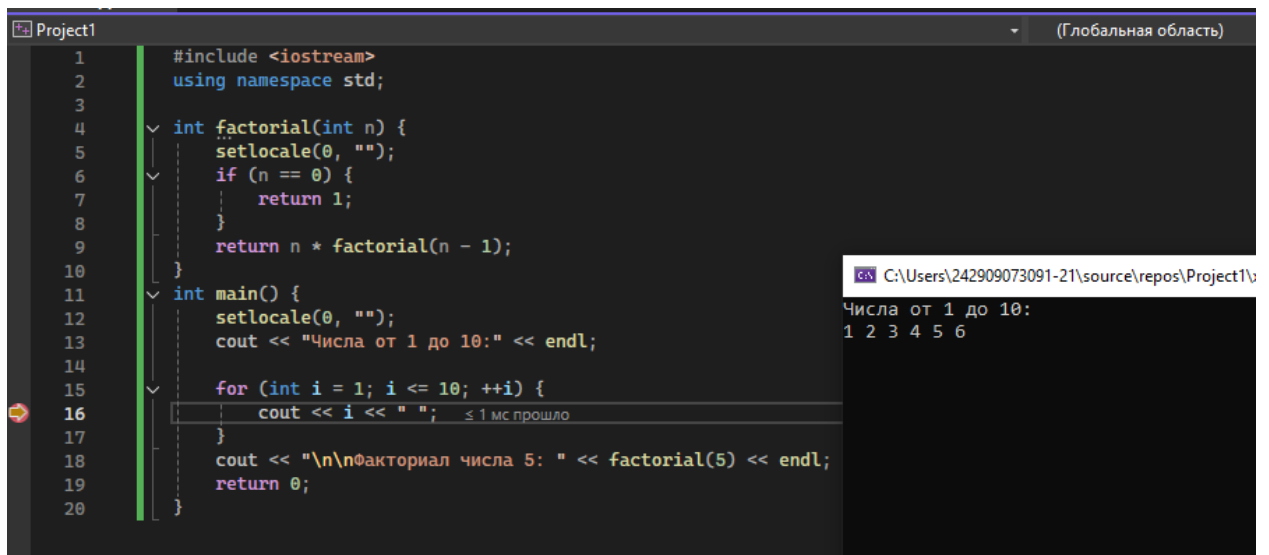 Project1
(Глобальная область)
1 #include <iostream>
2 using namespace std;
3
4 int factorial(int n) {
5 setlocale(0, "");
6 if (n == 0) {
7 return 1;
8 }
9 return n * factorial(n - 1);
10 }
11 int main() {
12 setlocale(0, "");
13 cout << "Числа от 1 до 10:" << endl;
14
15 for (int i = 1; i <= 10; ++i) {
16 cout << i << " "; ≤ 1 мс прошло
17 }
18 cout << "\n\nФакториал числа 5: " << factorial(5) << endl;
19 return 0;
20 }
C:\Users\242909073091-21\source\repos\Project1\
Числа от 1 до 10:
1 2 3 4 5 6